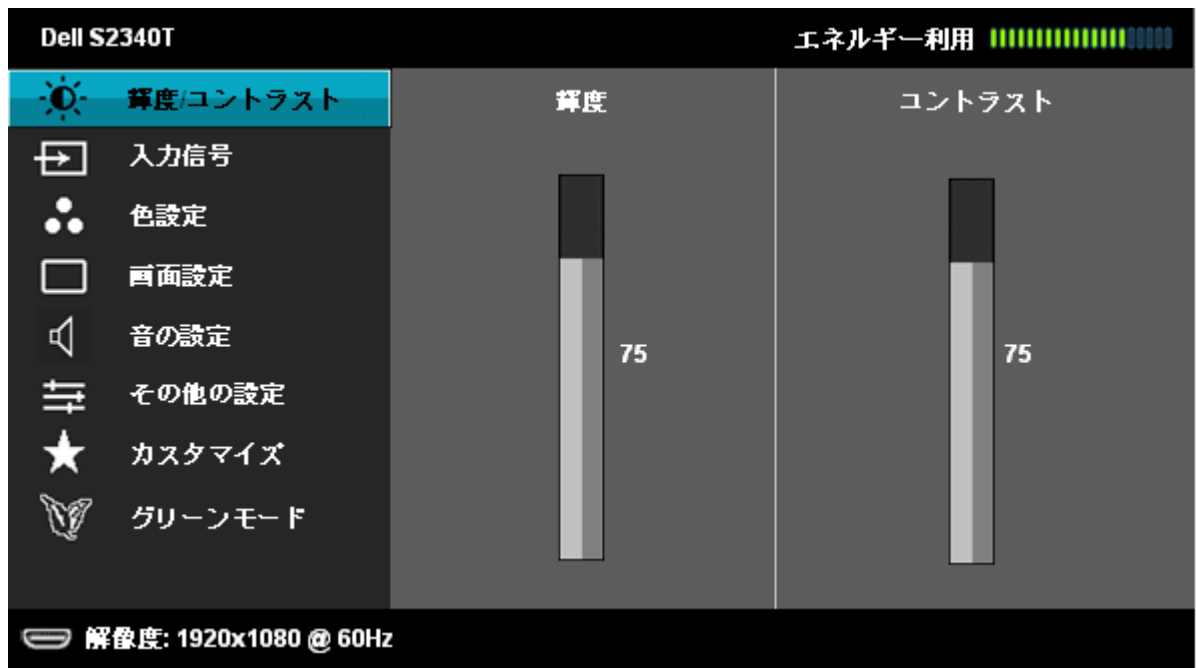 Dell S2340T エネルギー利用
輝度/コントラスト
輝度
コントラスト
入力信号
色設定
画面設定
音の設定
75
75
その他の設定
カスタマイズ
グリーンモード
解像度: 1920x1080 @ 60Hz